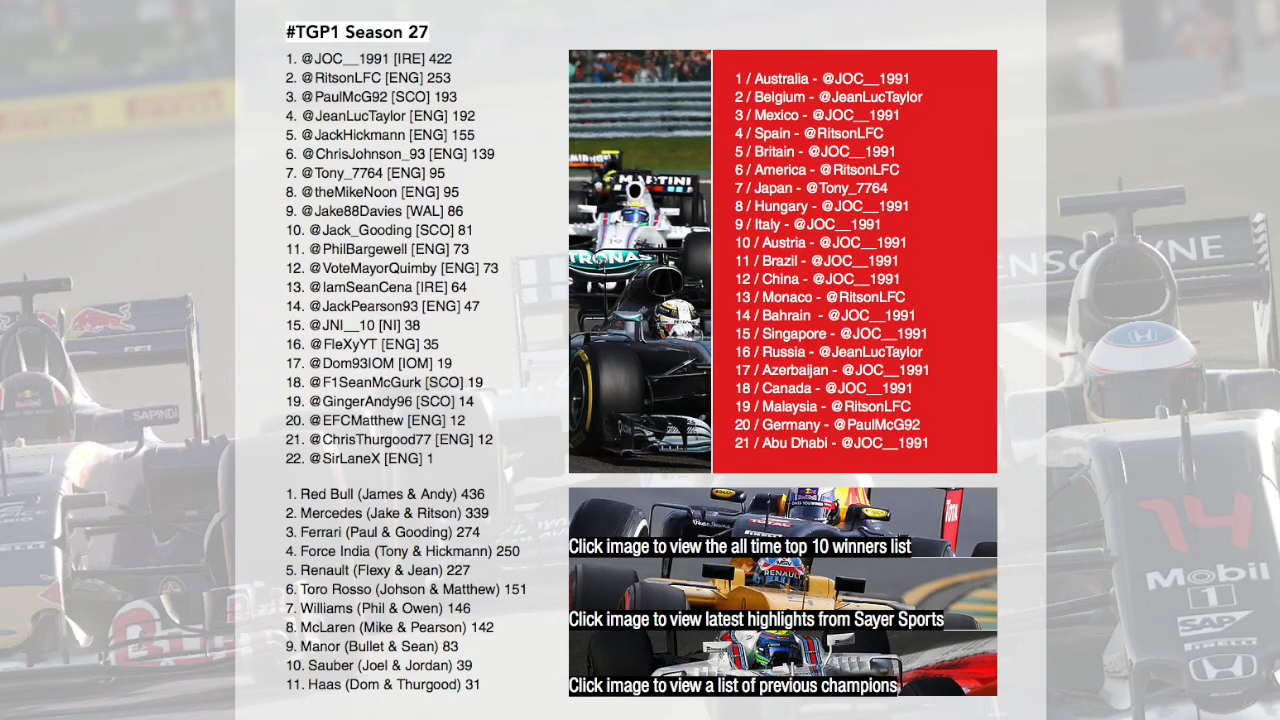 #TGP1 Season 27
1. @JOC__1991 [IRE] 422
2. @RitsonLFC [ENG] 253
3. @PaulMcG92 [SCO] 193
4. @JeanLucTaylor [ENG] 192
5. @JackHickmann [ENG] 155
6. @ChrisJohnson_93 [ENG] 139
7. @Tony_7764 [ENG] 95
8. @theMikeNoon [ENG] 95
9. @Jake88Davies [WAL] 86
10. @Jack_Gooding [SCO] 81
11. @PhilBargewell [ENG] 73
12. @VoteMayorQuimby [ENG] 73
13. @IamSeanCena [IRE] 64
14. @JackPearson93 [ENG] 47
15. @JNI__10 [NI] 38
16. @FleXyYT [ENG] 35
17. @Dom93IOM [IOM] 19
18. @F1SeanMcGurk [SCO] 19
19. @GingerAndy96 [SCO] 14
20. @EFCMatthew [ENG] 12
21. @ChrisThurgood77 [ENG] 12
22. @SirLaneX [ENG] 1
1. Red Bull (James & Andy) 436
2. Mercedes (Jake & Ritson) 339
3. Ferrari (Paul & Gooding) 274
4. Force India (Tony & Hickmann) 250
5. Renault (Flexy & Jean) 227
6. Toro Rosso (Johson & Matthew) 151
7. Williams (Phil & Owen) 146
8. McLaren (Mike & Pearson) 142
9. Manor (Bullet & Sean) 83
10. Sauber (Joel & Jordan) 39
11. Haas (Dom & Thurgood) 31
1 / Australia - @JOC__1991
2 / Belgium - @JeanLucTaylor
3 / Mexico - @JOC__1991
4 / Spain - @RitsonLFC
5 / Britain - @JOC__1991
6 / America - @RitsonLFC
7 / Japan - @Tony_7764
8 / Hungary - @JOC__1991
9 / Italy - @JOC__1991
10 / Austria - @JOC__1991
11 / Brazil - @JOC__1991
12 / China - @JOC__1991
13 / Monaco - @RitsonLFC
14 / Bahrain - @JOC__1991
15 / Singapore - @JOC__1991
16 / Russia - @JeanLucTaylor
17 / Azerbaijan - @JOC__1991
18 / Canada - @JOC__1991
19 / Malaysia - @RitsonLFC
20 / Germany - @PaulMcG92
21 / Abu Dhabi - @JOC__1991
MARTINI
TRONAS
TOTAL
Click image to view the all time top 10 winners list
RENAULT
Click image to view latest highlights from Sayer Sports
Click image to view a list of previous champions
PIRELLI
SAPINDA
14
Mobil
1
SAP
PIRELLI
HONDA